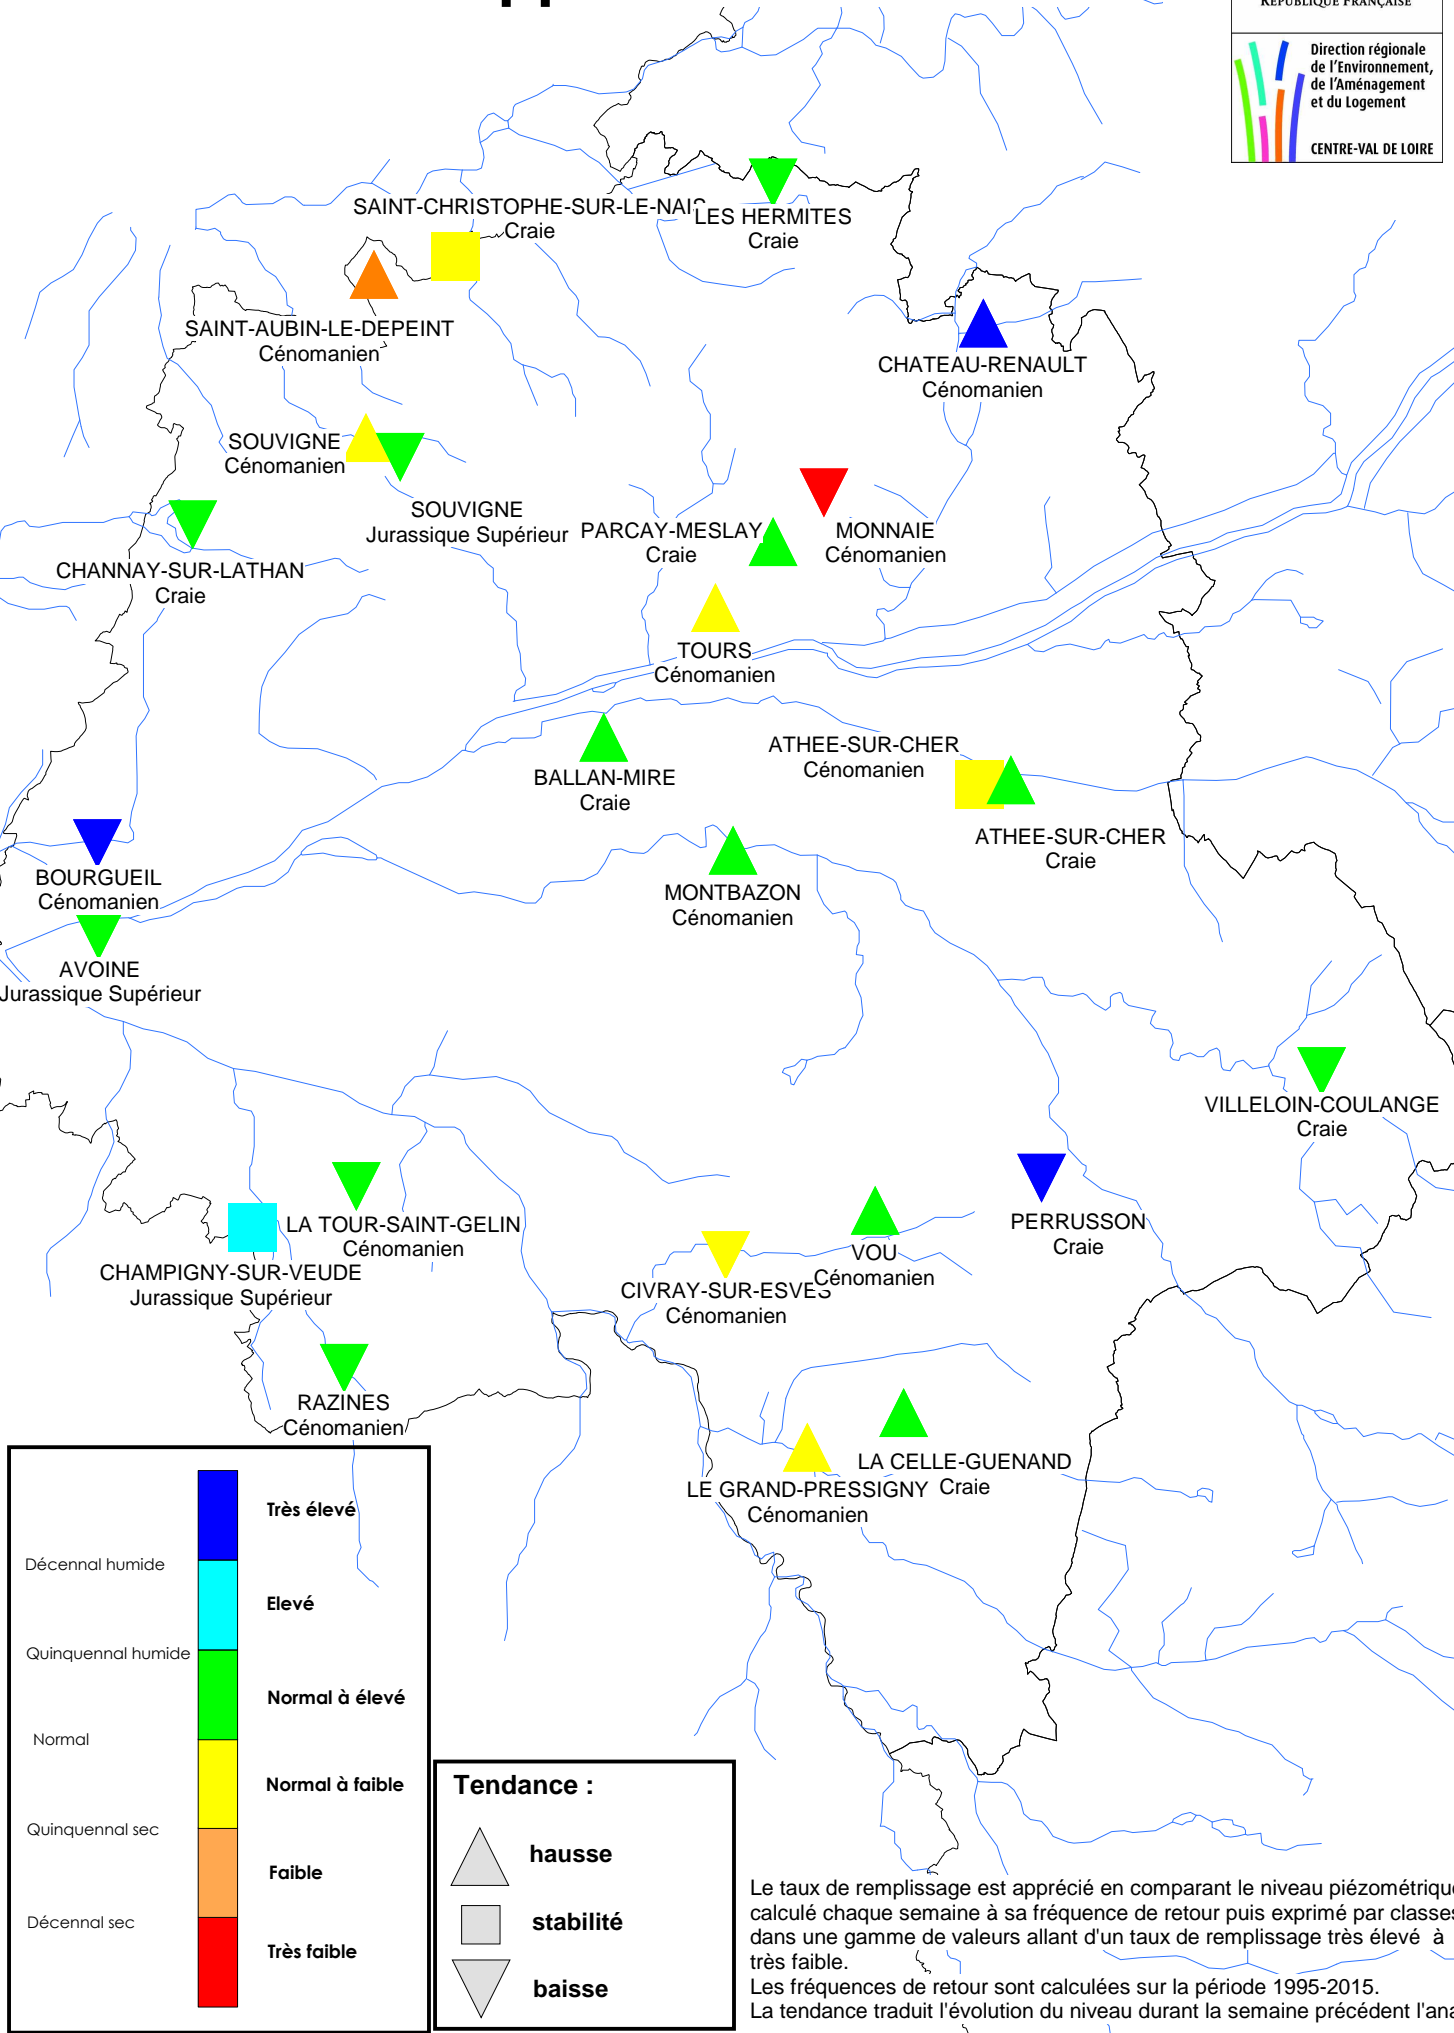 RÉPUBLIQUE FRANÇAISE
Direction régionale
de l'Environnement,
de l'Aménagement
et du Logement
CENTRE-VAL DE LOIRE
SAINT-CHRISTOPHE-SUR-LE-NAIS
Craie
LES HERMITES
Craie
SAINT-AUBIN-LE-DEPEINT
Cénomanien
CHATEAU-RENAULT
Cénomanien
SOUVIGNE
Cénomanien
SOUVIGNE
Jurassique Supérieur
PARCAY-MESLAY
Craie
MONNAIE
Cénomanien
CHANNAY-SUR-LATHAN
Craie
TOURS
Cénomanien
ATHEE-SUR-CHER
Cénomanien
BALLAN-MIRE
Craie
ATHEE-SUR-CHER
Craie
BOURGUEIL
Cénomanien
MONTBAZON
Cénomanien
AVOINE
Jurassique Supérieur
VILLELOIN-COULANGE
Craie
LA TOUR-SAINT-GELIN
Cénomanien
PERRUSSON
Craie
VOU
Cénomanien
CHAMPIGNY-SUR-VEUDE
Jurassique Supérieur
CIVRAY-SUR-ESVES
Cénomanien
RAZINES
Cénomanien
LA CELLE-GUENAND
Craie
LE GRAND-PRESSIGNY
Cénomanien
Très élevé
Décennal humide
Elevé
Quinquennal humide
Normal à élevé
Normal
Normal à faible
Quinquennal sec
Faible
Décennal sec
Très faible
Tendance :
hausse
stabilité
baisse
Le taux de remplissage est apprécié en comparant le niveau piézométrique
calculé chaque semaine à sa fréquence de retour puis exprimé par classes
dans une gamme de valeurs allant d'un taux de remplissage très élevé à
très faible.
Les fréquences de retour sont calculées sur la période 1995-2015.
La tendance traduit l'évolution du niveau durant la semaine précédent